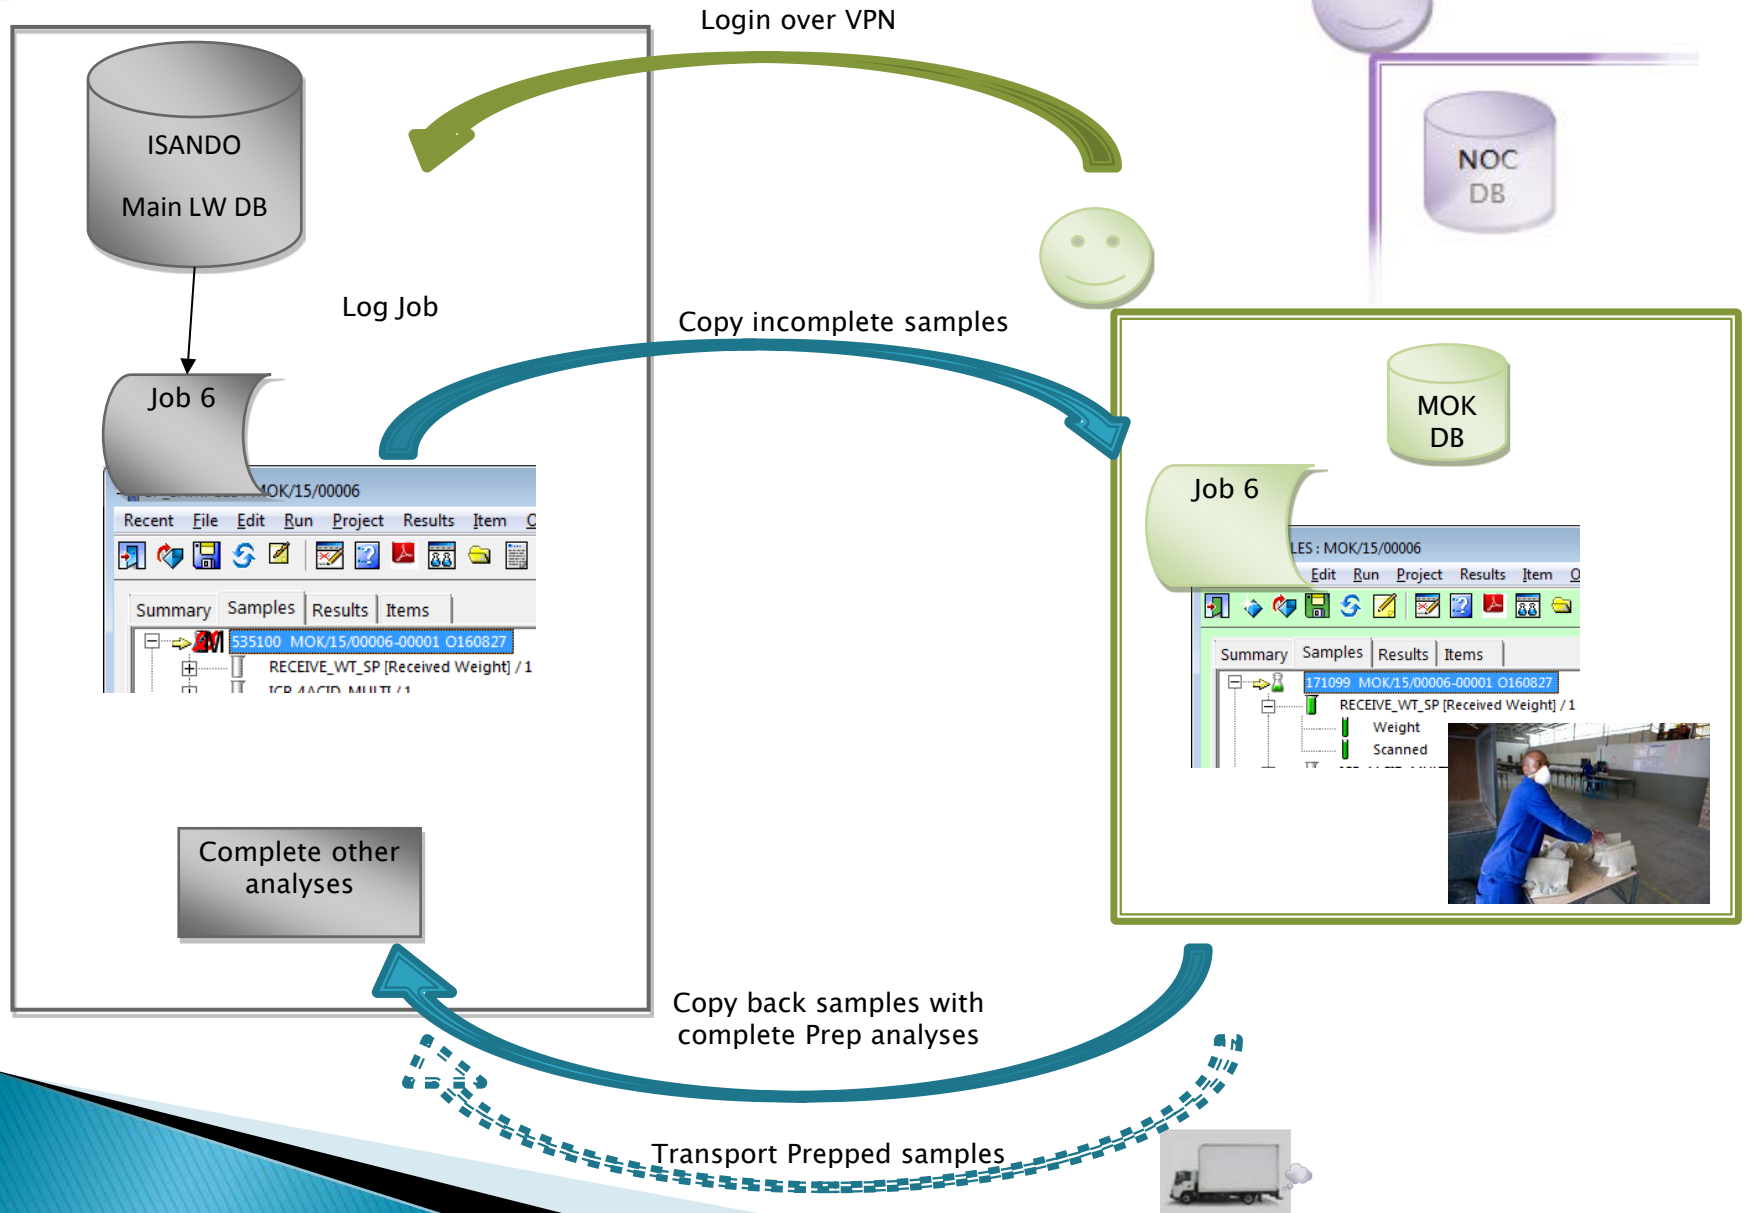 Login over VPN
ISANDO
Main LW DB
NOC
DB
Log Job
Copy incomplete samples
Job 6
MOK
DB
Job 6
MOK/15/00006
Recent File Edit Run Project Results Item
Summary Samples Results Items
535100 MOK/15/00006-00001 O160827
RECEIVE_WT_SP [Received Weight] / 1
LES : MOK/15/00006
Edit Run Project Results Item
Summary Samples Results Items
171099 MOK/15/00006-00001 O160827
RECEIVE_WT_SP [Received Weight] / 1
Weight
Scanned
Complete other
analyses
Copy back samples with
complete Prep analyses
Transport Prepped samples